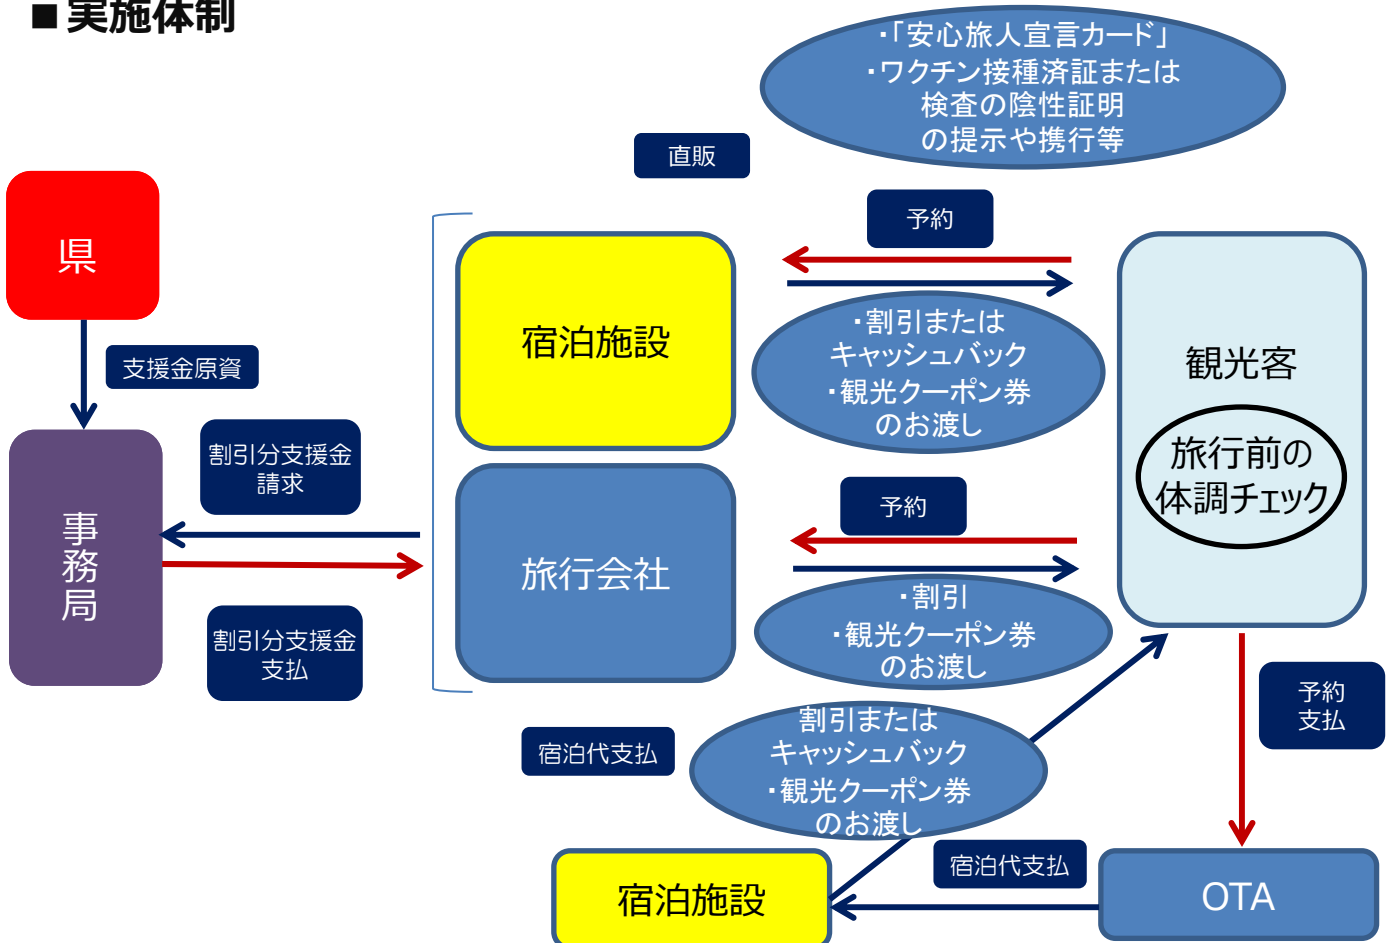 ■実施体制
・「安心旅人宣言カード」
・ワクチン接種済証または
検査の陰性証明
の提示や携行等
直販
県
予約
宿泊施設
・割引または
キャッシュバック
・観光クーポン券
のお渡し
観光客
旅行前の
体調チェック
支援金原資
割引分支援金
請求
事務局
割引分支援金
支払
旅行会社
予約
・割引
・観光クーポン券
のお渡し
予約
支払
宿泊代支払
割引または
キャッシュバック
・観光クーポン券
のお渡し
宿泊代支払
宿泊施設
OTA